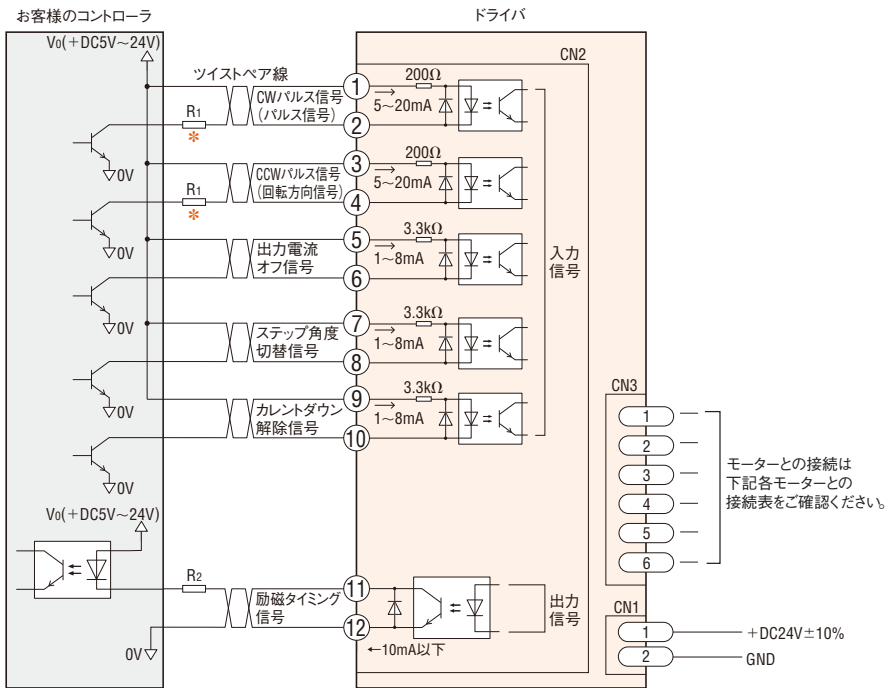 お客様のコントローラ
ドライバ
V0(+DC5V～24V)
CN2
ツイストペア線
1
200Ω
CWパルス信号
(パルス信号)
5～20mA
R1
*
2
0V
3
200Ω
CCWパルス信号
(回転方向信号)
5～20mA
R1
*
4
0V
5
3.3kΩ
出力電流
オフ信号
1～8mA
入力
信号
6
0V
7
3.3kΩ
ステップ角度
切替信号
1～8mA
8
0V
9
3.3kΩ
カレントダウン
解除信号
1～8mA
10
0V
CN3
1
2
3
4
5
6
モーターとの接続は
下記各モーターとの
接続表をご確認ください。
V0(+DC5V～24V)
R2
11
励磁タイミング
信号
出力
信号
12
0V
←10mA以下
CN1
1
+DC24V±10%
2
GND